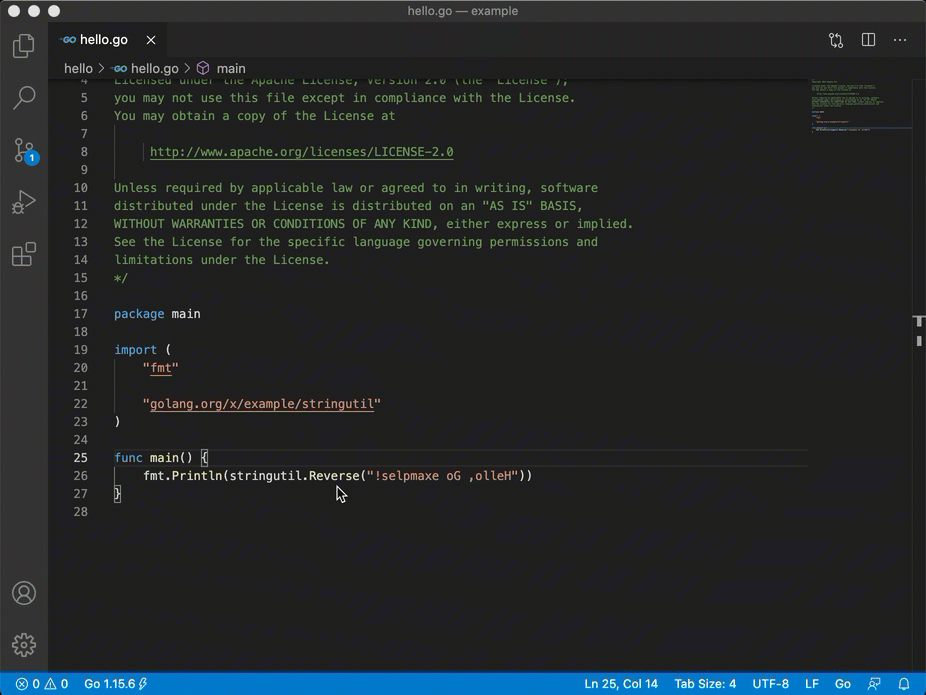 hello.go — example
hello.go
hello > hello.go > main
4 Licensed under the Apache License, Version 2.0 (the "License");
5 you may not use this file except in compliance with the License.
6 You may obtain a copy of the License at
7
8 http://www.apache.org/licenses/LICENSE-2.0
9
10 Unless required by applicable law or agreed to in writing, software
11 distributed under the License is distributed on an "AS IS" BASIS,
12 WITHOUT WARRANTIES OR CONDITIONS OF ANY KIND, either express or implied.
13 See the License for the specific language governing permissions and
14 limitations under the License.
15 */
16
17 package main
18
19 import (
20 "fmt"
21
22 "golang.org/x/example/stringutil"
23 )
24
25 func main() {
26 fmt.Println(stringutil.Reverse("!selpmaxe oG ,olleH"))
27 }
28
1
0 0 Go 1.15.6 Ln 25, Col 14 Tab Size: 4 UTF-8 LF Go